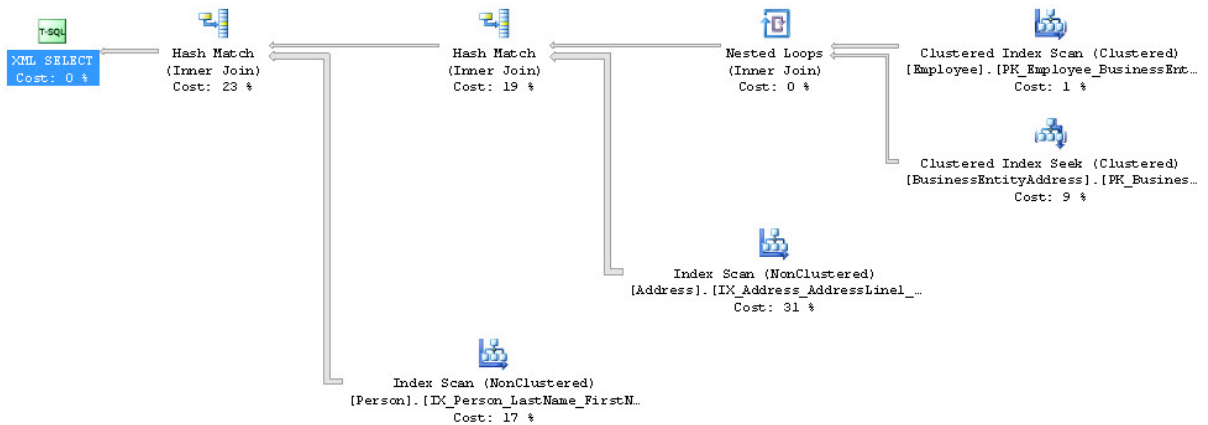 T-SQL
XML SELECT
Cost: 0 %
Hash Match
(Inner Join)
Cost: 23 %
Hash Match
(Inner Join)
Cost: 19 %
Nested Loops
(Inner Join)
Cost: 0 %
Clustered Index Scan (Clustered)
[Employee].[PK_Employee_BusinessEnt…
Cost: 1 %
Clustered Index Seek (Clustered)
[BusinessEntityAddress].[PK_Busines…
Cost: 9 %
Index Scan (NonClustered)
[Address].[IX_Address_AddressLine1_…
Cost: 31 %
Index Scan (NonClustered)
[Person].[IX_Person_LastName_FirstN…
Cost: 17 %